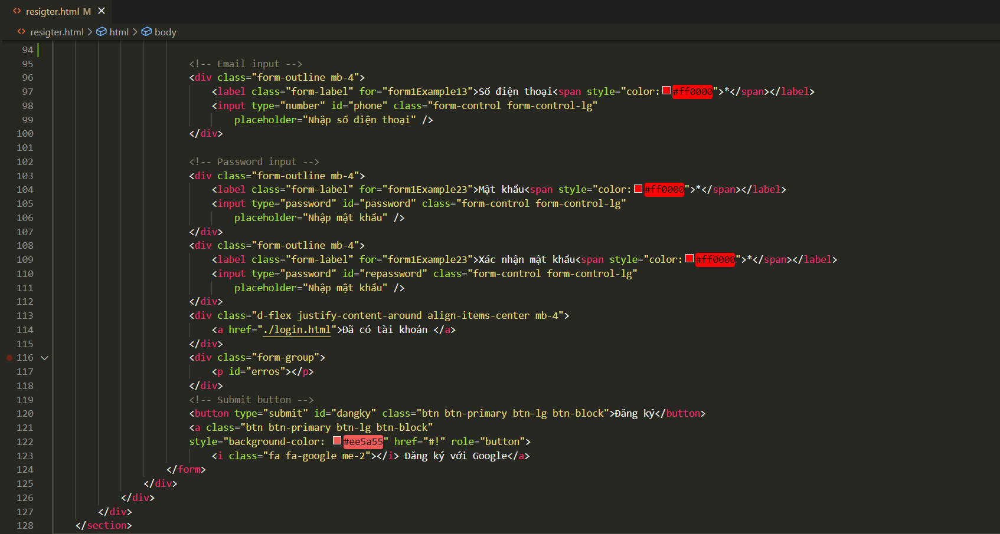 resigter.html M
resigter.html > html > body
94
95 <!-- Email input -->
96 <div class="form-outline mb-4">
97 <label class="form-label" for="form1Example13">Số điện thoại<span style="color:#ff0000">*</span></label>
98 <input type="number" id="phone" class="form-control form-control-lg"
99 placeholder="Nhập số điện thoại" />
100 </div>
101
102 <!-- Password input -->
103 <div class="form-outline mb-4">
104 <label class="form-label" for="form1Example23">Mật khẩu<span style="color:#ff0000">*</span></label>
105 <input type="password" id="password" class="form-control form-control-lg"
106 placeholder="Nhập mật khẩu" />
107 </div>
108 <div class="form-outline mb-4">
109 <label class="form-label" for="form1Example23">Xác nhận mật khẩu<span style="color:#ff0000">*</span></label>
110 <input type="password" id="repassword" class="form-control form-control-lg"
111 placeholder="Nhập mật khẩu" />
112 </div>
113 <div class="d-flex justify-content-around align-items-center mb-4">
114 <a href="./login.html">Đã có tài khoản </a>
115 </div>
116 <div class="form-group">
117 <p id="erros"></p>
118 </div>
119 <!-- Submit button -->
120 <button type="submit" id="dangky" class="btn btn-primary btn-lg btn-block">Đăng ký</button>
121 <a class="btn btn-primary btn-lg btn-block"
122 style="background-color: #ee5a55" href="#!" role="button">
123 <i class="fa fa-google me-2"></i> Đăng ký với Google</a>
124 </form>
125 </div>
126 </div>
127 </div>
128 </section>